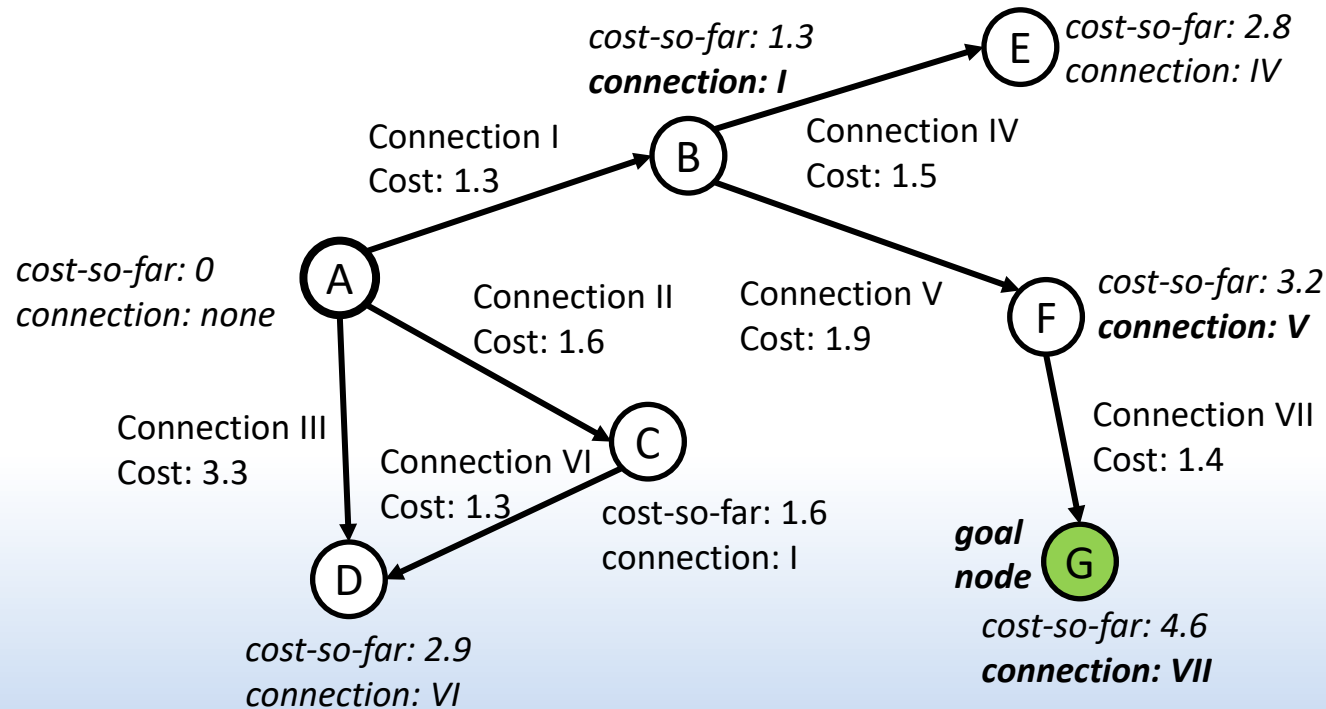 cost-so-far: 1.3
connection: I
E
cost-so-far: 2.8
connection: IV
Connection I
Cost: 1.3
B
Connection IV
Cost: 1.5
cost-so-far: 0
connection: none
A
Connection II
Cost: 1.6
Connection V
Cost: 1.9
F
cost-so-far: 3.2
connection: V
Connection III
Cost: 3.3
Connection VI
Cost: 1.3
C
cost-so-far: 1.6
connection: I
Connection VII
Cost: 1.4
goal
node
G
D
cost-so-far: 2.9
connection: VI
cost-so-far: 4.6
connection: VII